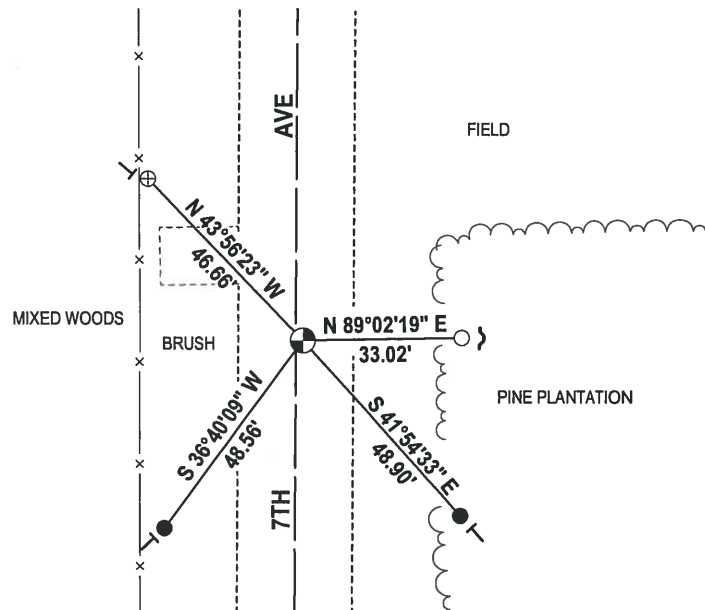 AVE
FIELD
N 43°56'23" W
46.66'
MIXED WOODS
BRUSH
N 89°02'19" E
33.02'
PINE PLANTATION
S 36°40'09" W
48.56'
S 41°54'33" E
48.90'
7TH